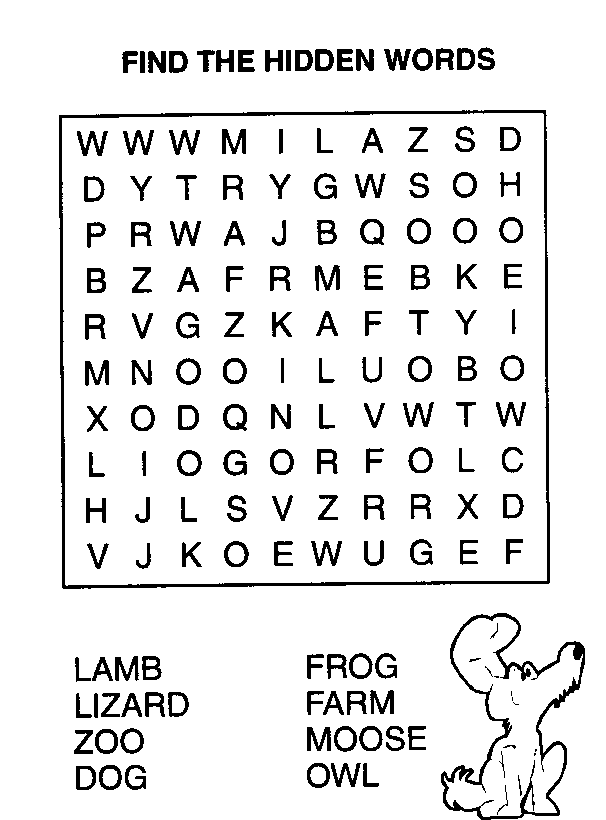 FIND THE HIDDEN WORDS
W W W M I L A Z S D
D Y T R Y G W S O H
P R W A J B Q O O O
B Z A F R M E B K E
R V G Z K A F T Y I
M N O O I L U O B O
X O D Q N L V W T W
L I O G O R F O L C
H J L S V Z R R X D
V J K O E W U G E F
LAMB
LIZARD
ZOO
DOG
FROG
FARM
MOOSE
OWL